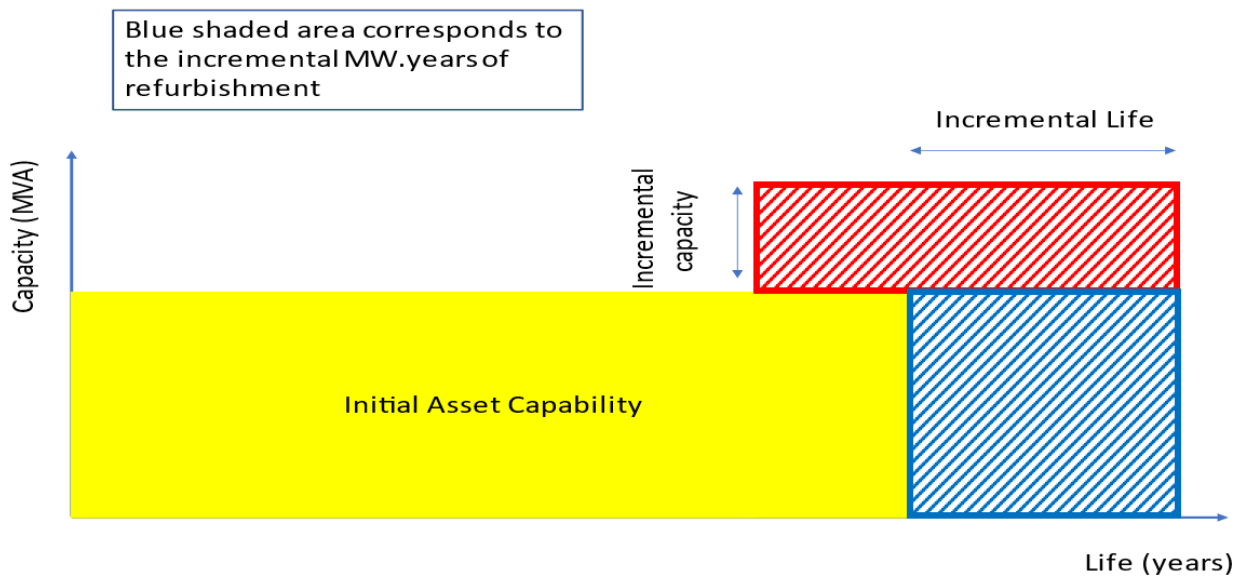 Blue shaded area corresponds to
the incremental MW.years of
refurbishment
Incremental Life
Capacity (MVA)
Incremental
capacity
Initial Asset Capability
Life (years)